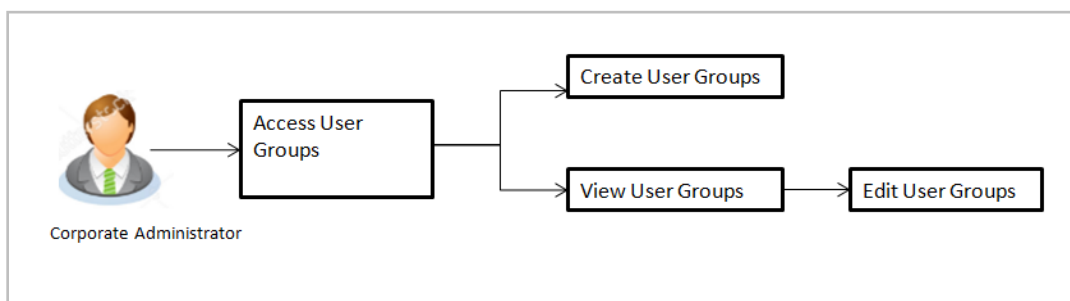 Create User Groups
Access User
Groups
View User Groups
Edit User Groups
Corporate Administrator